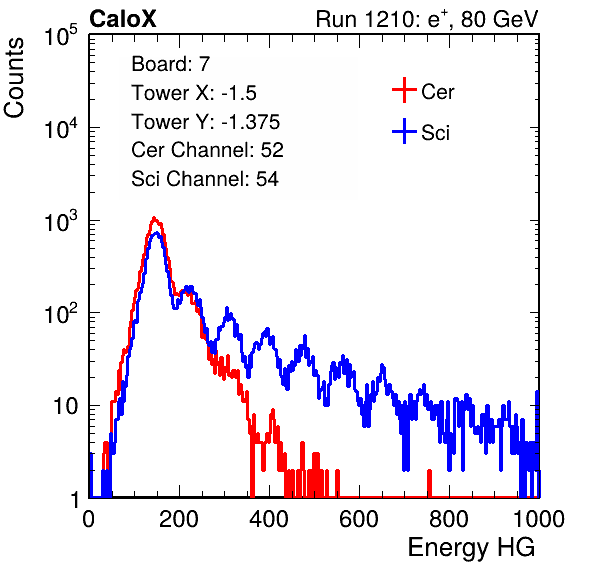 CaloX Run 1210: e⁺, 80 GeV
Counts
Board: 7
Tower X: -1.5
Tower Y: -1.375
Cer Channel: 52
Sci Channel: 54
Cer
Sci
10⁵
10⁴
10³
10²
10
1
0 200 400 600 800 1000
Energy HG